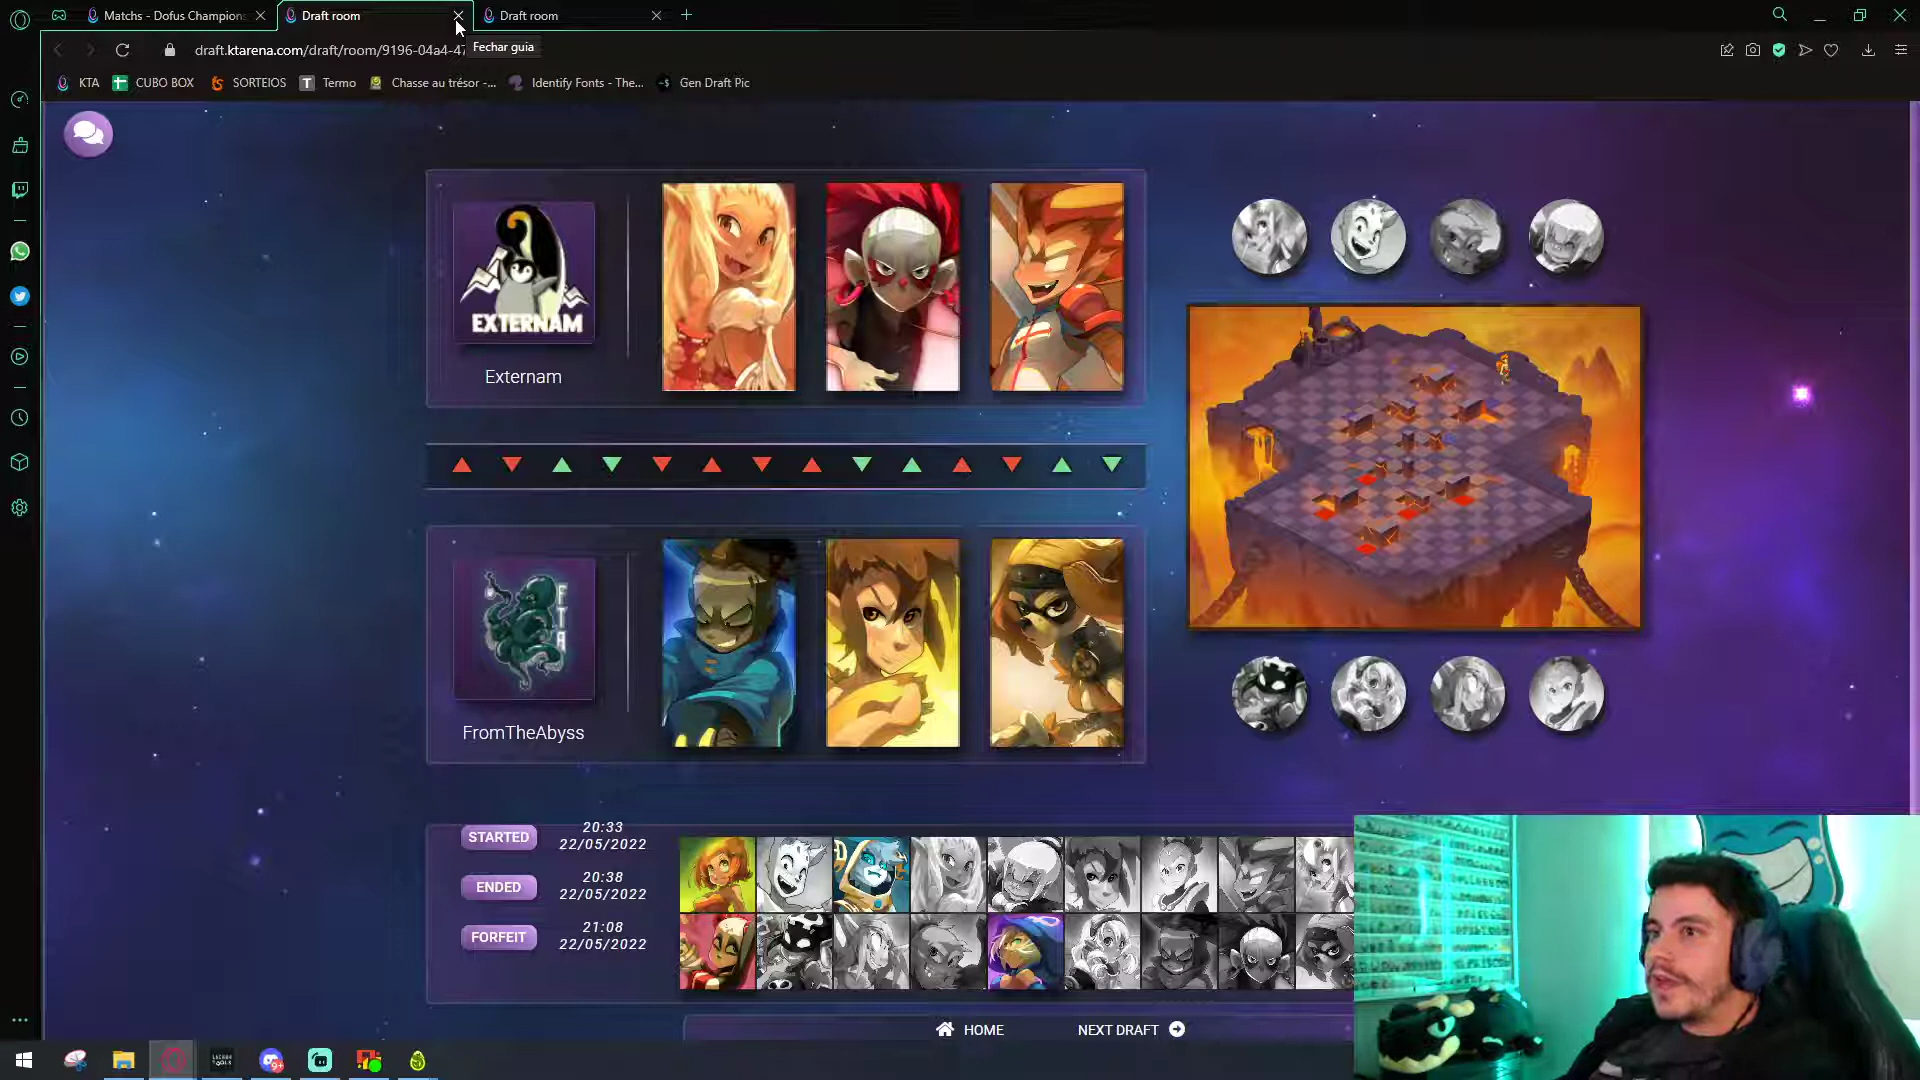 Matchs - Dofus Champion
Draft room
Draft room
draft.ktarena.com/draft/room/9196-04a4-47
Fechar guia
KTA
CUBO BOX
SORTEIOS
T
Termo
Chasse au trésor -...
Identify Fonts - The...
~$
Gen Draft Pic
EXTERNAM
Externam
FTA
FromTheAbyss
STARTED
20:33
22/05/2022
ENDED
20:38
22/05/2022
FORFEIT
21:08
22/05/2022
HOME
NEXT DRAFT
9+